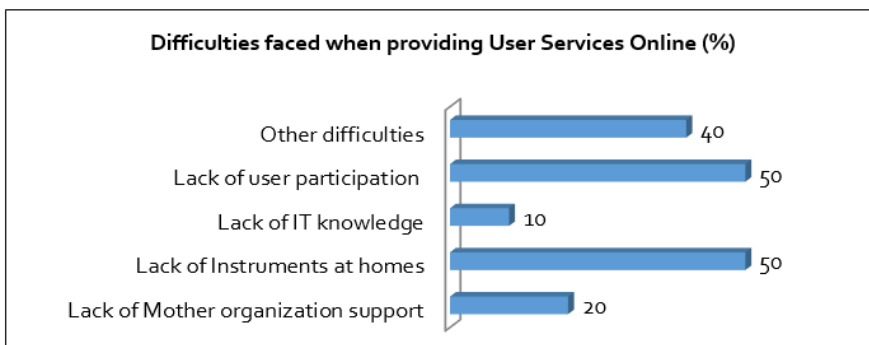 Difficulties faced when providing User Services Online (%)
Other difficulties 40
Lack of user participation 50
Lack of IT knowledge 10
Lack of Instruments at homes 50
Lack of Mother organization support 20